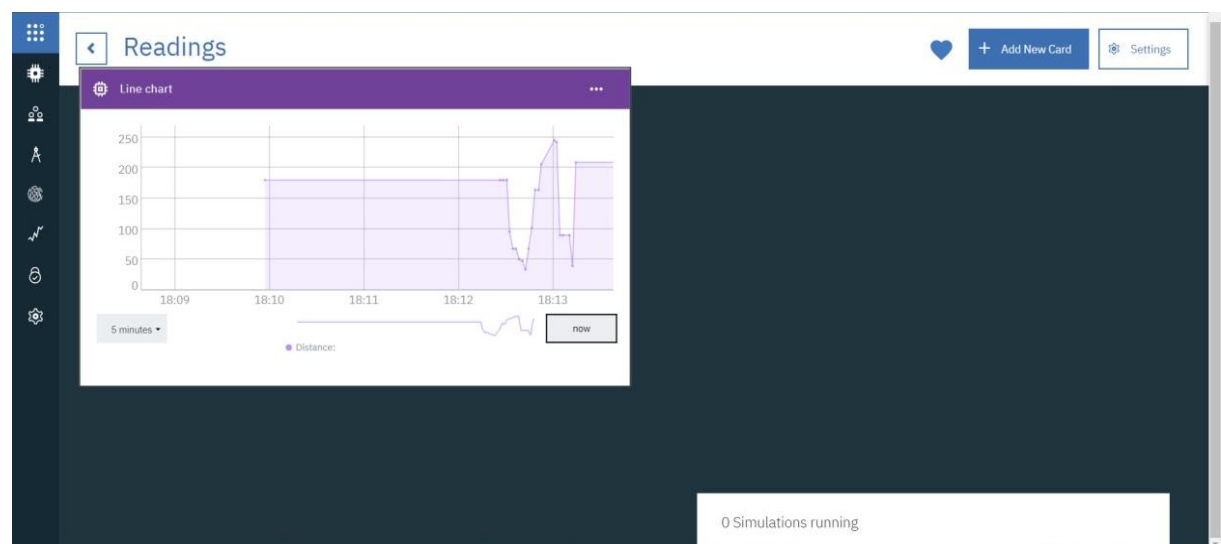 Readings
+ Add New Card
Settings
Line chart
250
200
150
100
50
0
18:09 18:10 18:11 18:12 18:13
5 minutes
now
Distance:
0 Simulations running